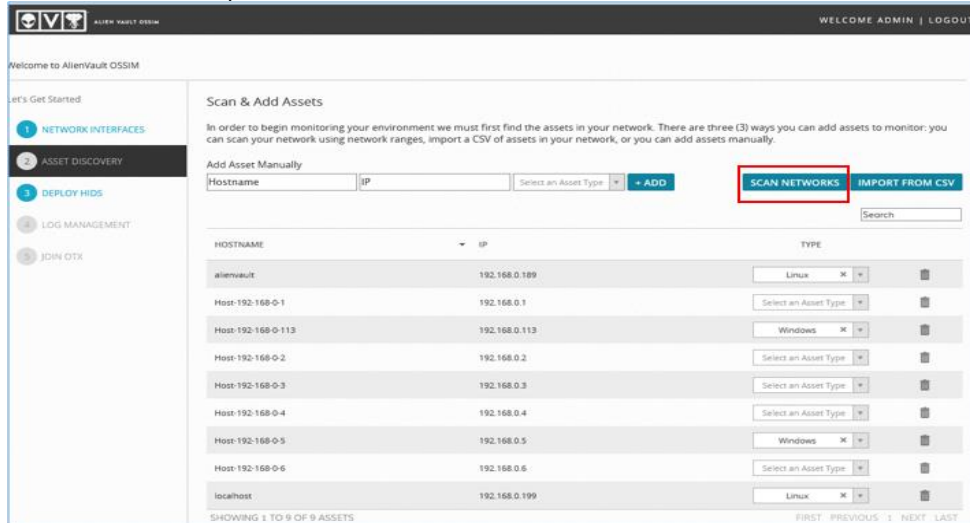 ALIEN VAULT OSSIM
WELCOME ADMIN | LOGOUT
Welcome to AlienVault OSSIM
Let's Get Started
1 NETWORK INTERFACES
2 ASSET DISCOVERY
3 DEPLOY HIDS
4 LOG MANAGEMENT
5 JOIN OTX
Scan & Add Assets
In order to begin monitoring your environment we must first find the assets in your network. There are three (3) ways you can add assets to monitor: you
can scan your network using network ranges, import a CSV of assets in your network, or you can add assets manually.
Add Asset Manually
Hostname IP Select an Asset Type + ADD SCAN NETWORKS IMPORT FROM CSV
Search
HOSTNAME IP TYPE
alienvault 192.168.0.189 Linux
Host-192-168-0-1 192.168.0.1 Select an Asset Type
Host-192-168-0-113 192.168.0.113 Windows
Host-192-168-0-2 192.168.0.2 Select an Asset Type
Host-192-168-0-3 192.168.0.3 Select an Asset Type
Host-192-168-0-4 192.168.0.4 Select an Asset Type
Host-192-168-0-5 192.168.0.5 Windows
Host-192-168-0-6 192.168.0.6 Select an Asset Type
localhost 192.168.0.199 Linux
SHOWING 1 TO 9 OF 9 ASSETS FIRST PREVIOUS 1 NEXT LAST